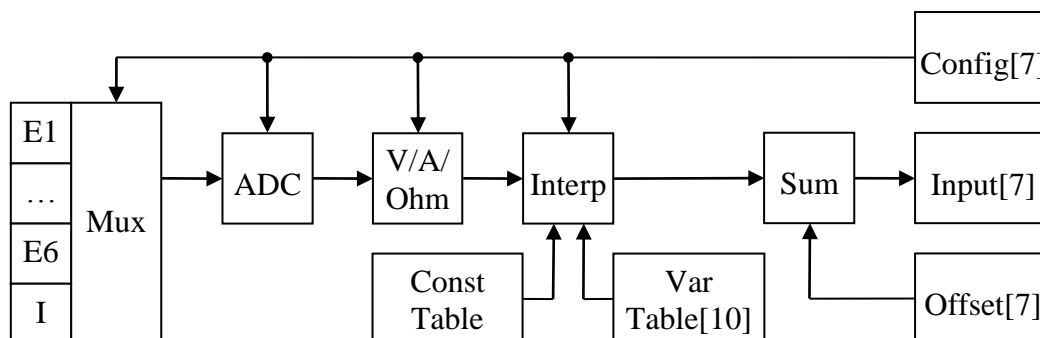 Config[7]
E1
…
E6
I
Mux
ADC
V/A/
Ohm
Interp
Sum
Input[7]
Const
Table
Var
Table[10]
Offset[7]